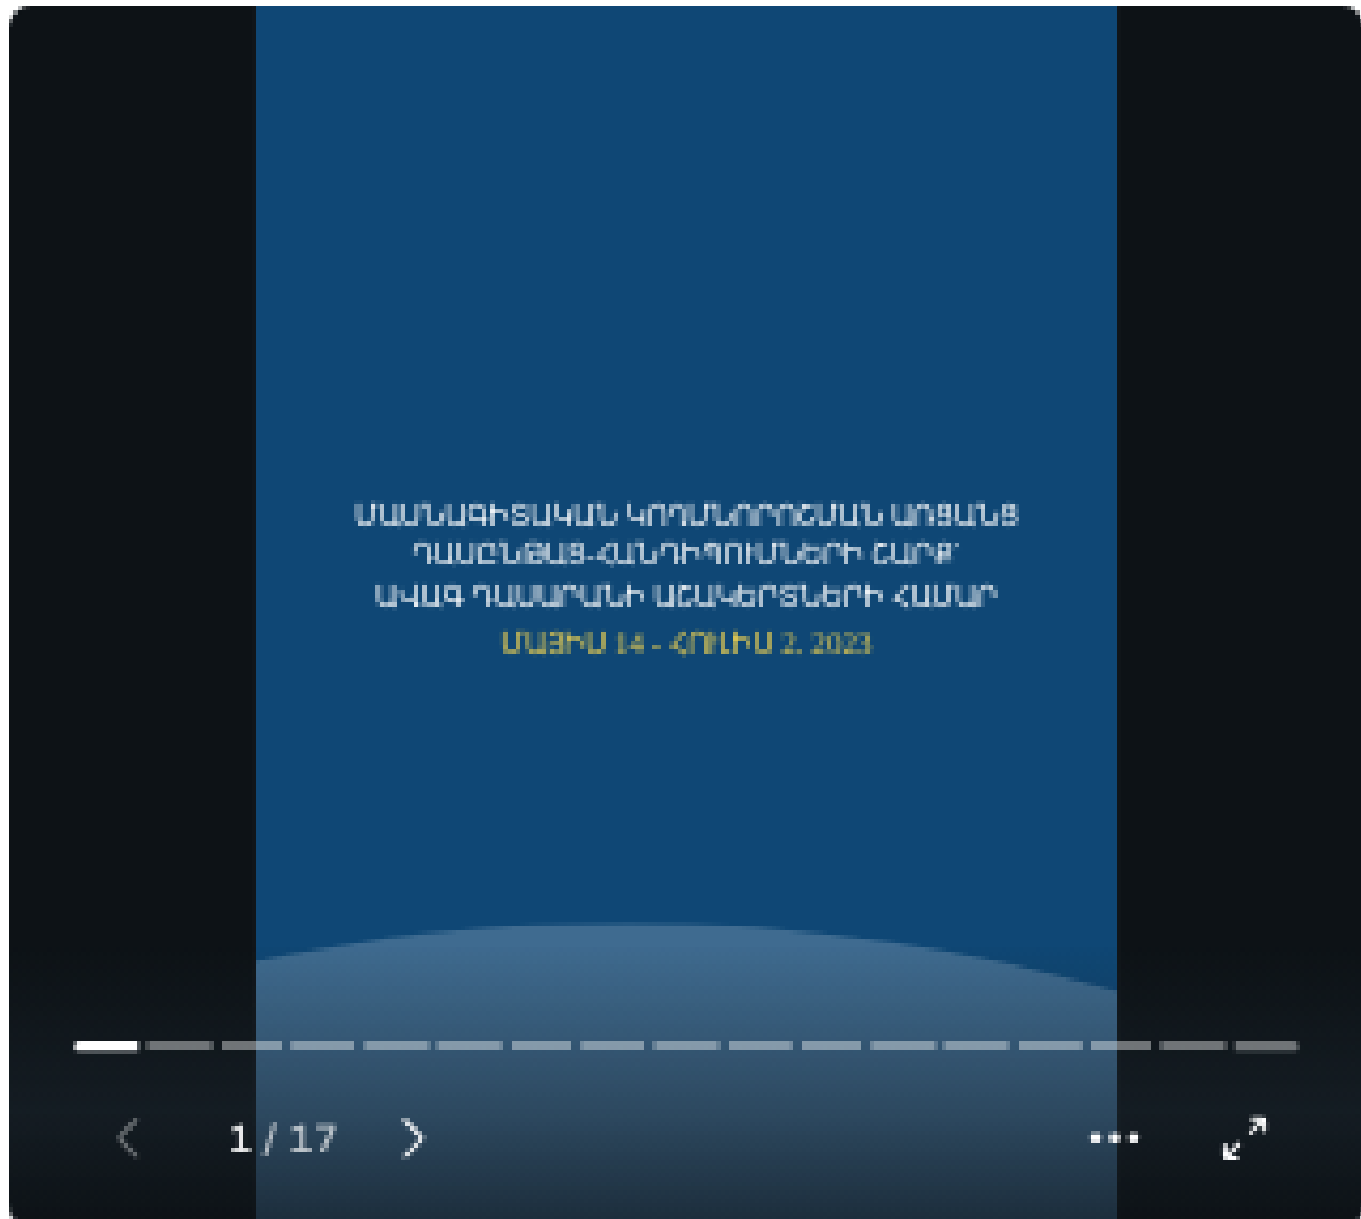 ՄԱՍՆԱԳԻՏԱԿԱՆ ԿՈՂՄՆՈՐՈՇՄԱՆ ԱՌՑԱՆՑ
ԴԱՍԸՆԹԱՑ-ՀԱՆԴԻՊՈՒՄՆԵՐԻ ՇԱՐՔ՝
ԱՎԱԳ ԴԱՍԱՐԱՆԻ ԱՇԱԿԵՐՏՆԵՐԻ ՀԱՄԱՐ
ՄԱՅԻՍ 14 - ՀՈՒԼԻՍ 2, 2023
1 / 17